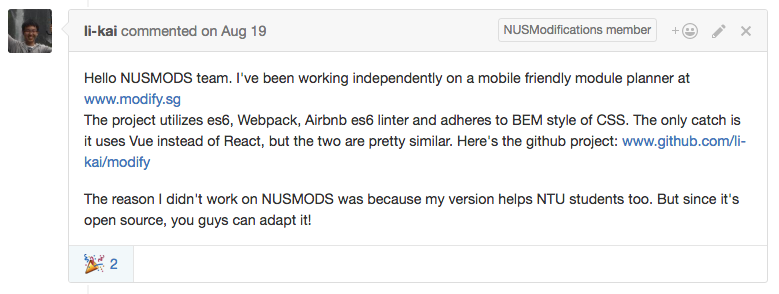 li-kai commented on Aug 19
NUSModifications member
Hello NUSMODS team. I've been working independently on a mobile friendly module planner at
www.modify.sg
The project utilizes es6, Webpack, Airbnb es6 linter and adheres to BEM style of CSS. The only catch is
it uses Vue instead of React, but the two are pretty similar. Here's the github project: www.github.com/li-
kai/modify
The reason I didn't work on NUSMODS was because my version helps NTU students too. But since it's
open source, you guys can adapt it!
2